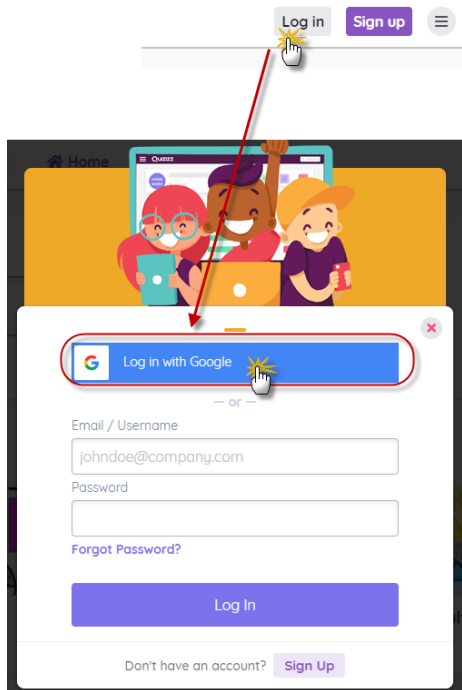 Log in Sign up
Home
QUIZIZZ
G Log in with Google
— or —
Email / Username
johndoe@company.com
Password
Forgot Password?
Log In
Don't have an account? Sign Up